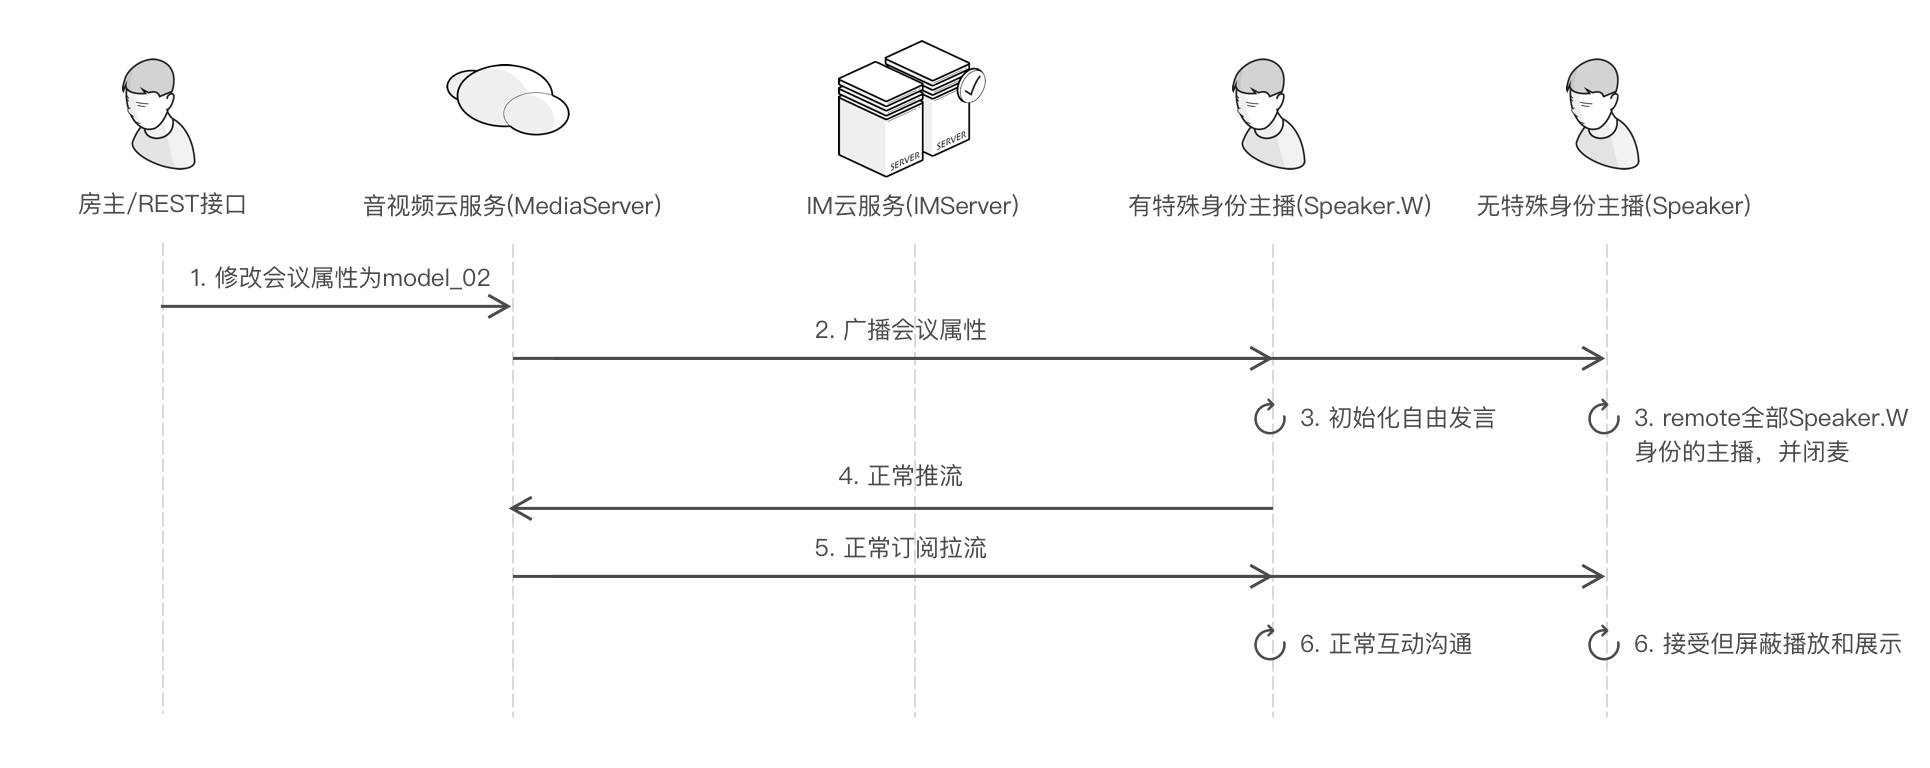 SERVER
SERVER
房主/REST接口
音视频云服务(MediaServer)
IM云服务(IMServer)
有特殊身份主播(Speaker.W)
无特殊身份主播(Speaker)
1. 修改会议属性为model_02
2. 广播会议属性
3. 初始化自由发言
3. remote全部Speaker.W
身份的主播，并闭麦
4. 正常推流
5. 正常订阅拉流
6. 正常互动沟通
6. 接受但屏蔽播放和展示